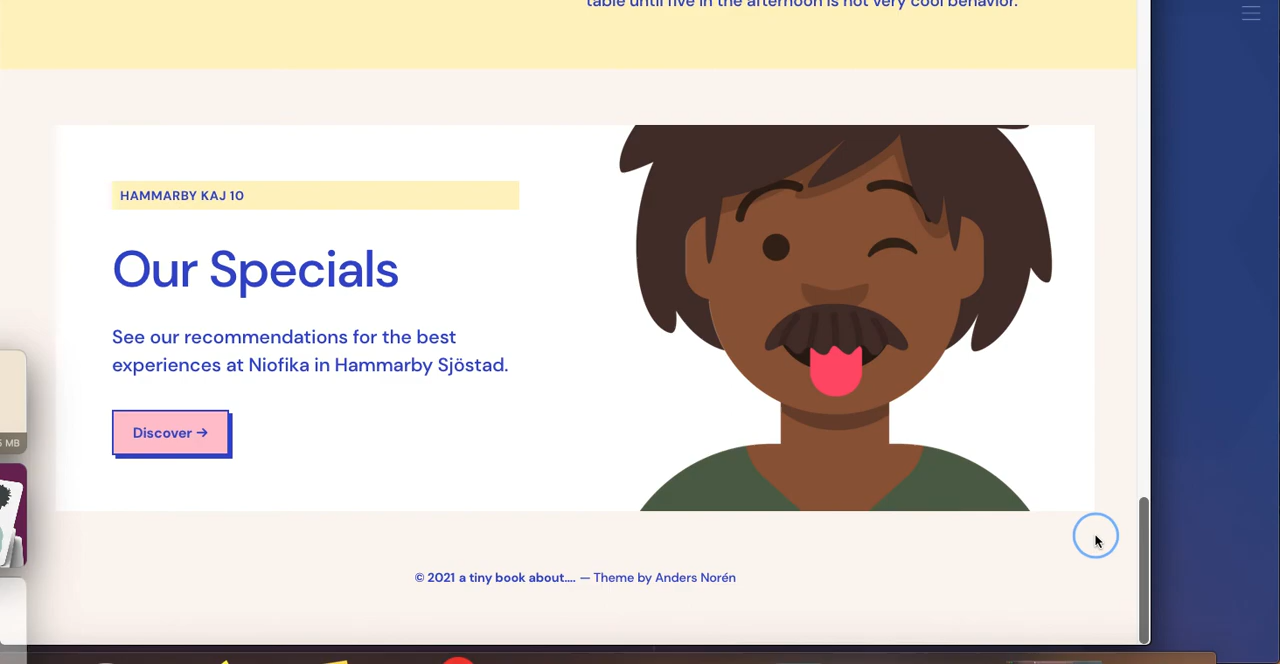 table until five in the afternoon is not very cool behavior.
HAMMARBY KAJ 10
Our Specials
See our recommendations for the best
experiences at Niofika in Hammarby Sjöstad.
MB
Discover →
© 2021 a tiny book about.... — Theme by Anders Norén